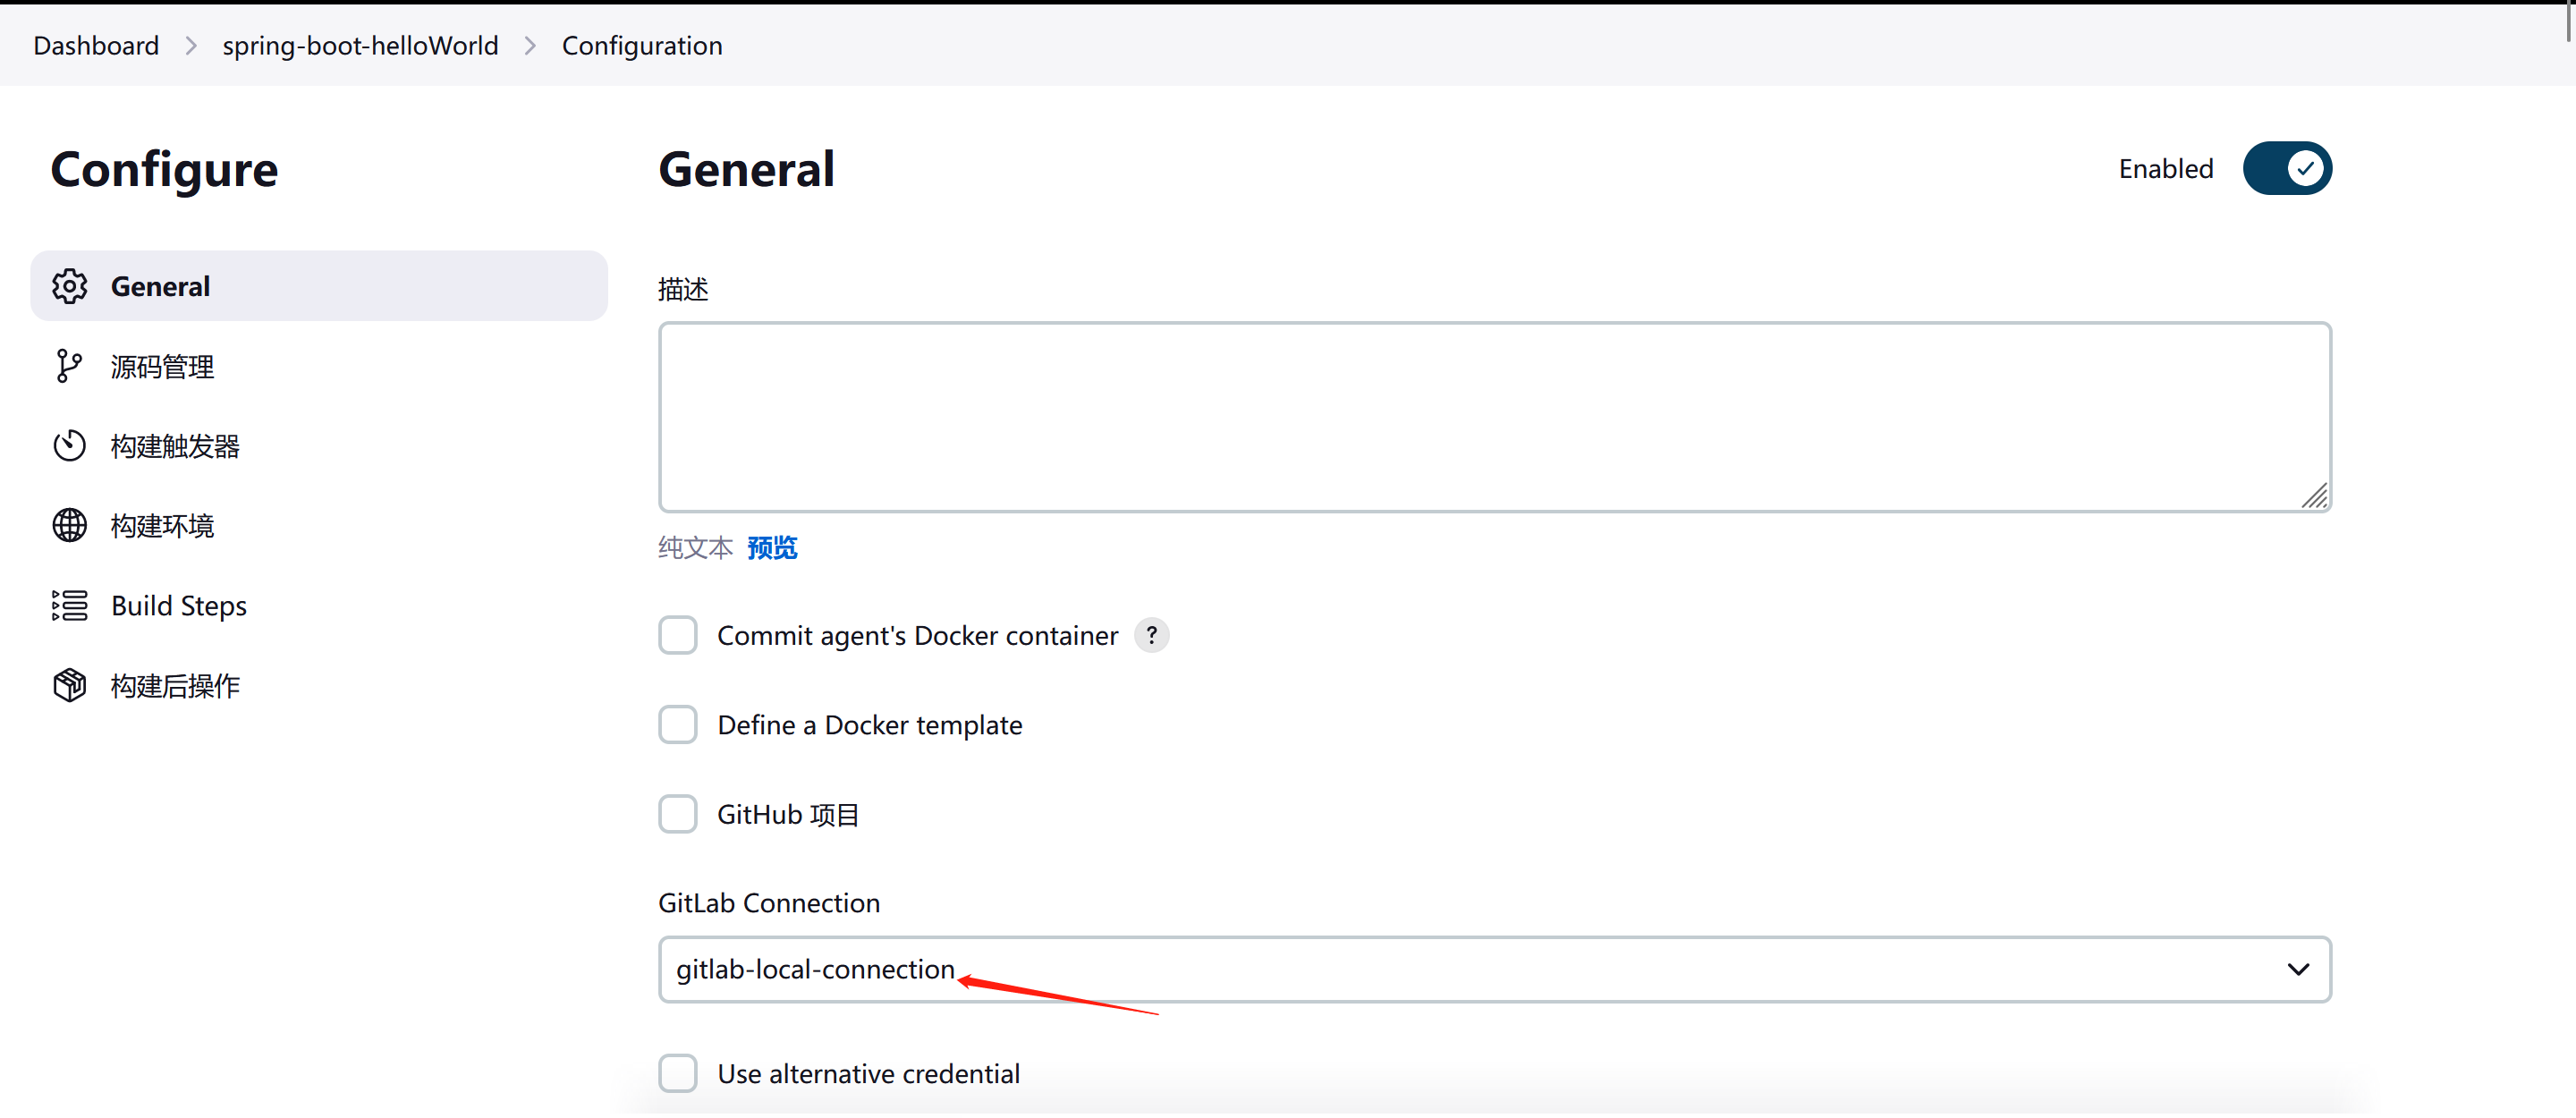 Dashboard > spring-boot-helloWorld > Configuration
Configure
General
源码管理
构建触发器
构建环境
Build Steps
构建后操作
General
Enabled
描述
纯文本 预览
Commit agent's Docker container ?
Define a Docker template
GitHub 项目
GitLab Connection
gitlab-local-connection
Use alternative credential